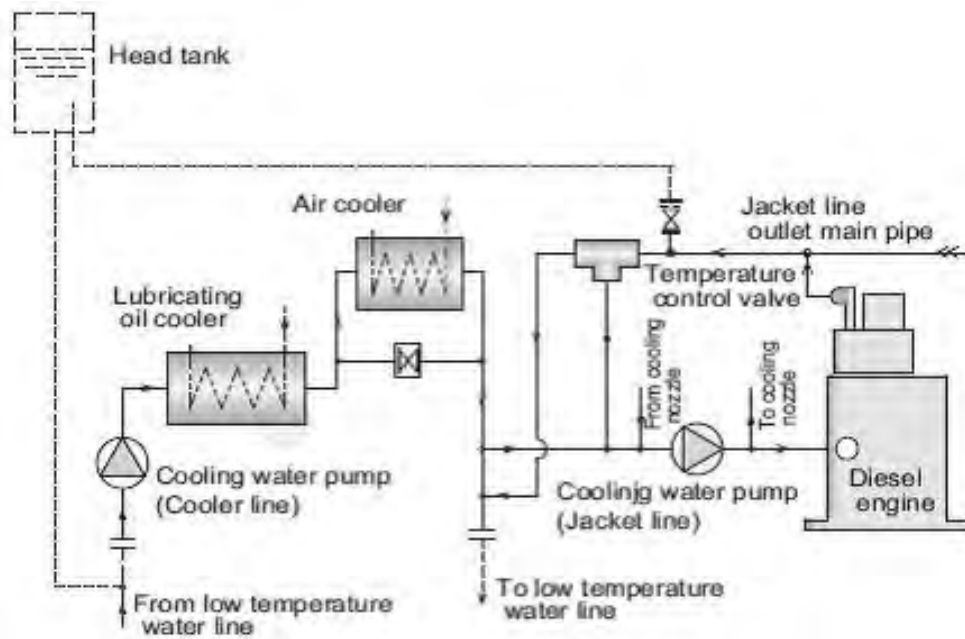 Head tank
Air cooler
Jacket line
outlet main pipe
Temperature
control valve
Lubricating
oil cooler
From cooling
nozzle
To cooling
nozzle
Cooling water pump
(Cooler line)
Coolinjg water pump
(Jacket line)
Diesel
engine
To low temperature
water line
From low temperature
water line